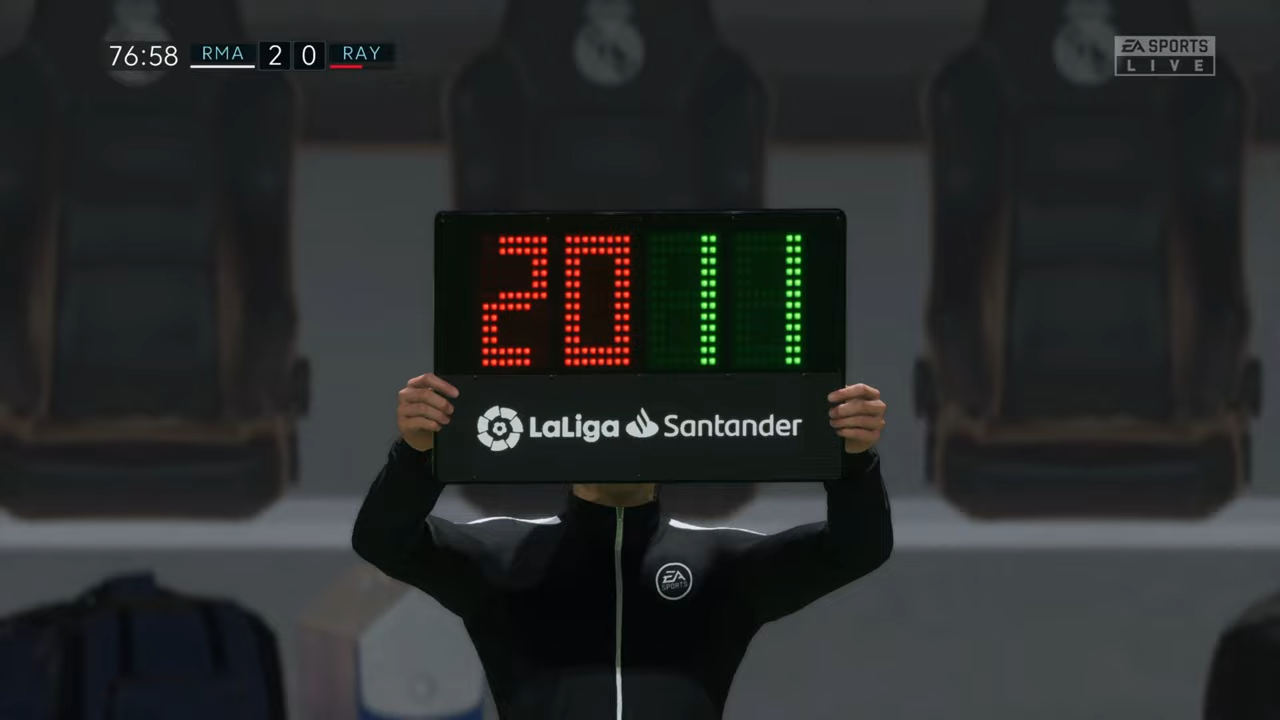 76:58 RMA 2 0 RAY
EA SPORTS
LIVE
20 11
LaLiga Santander
EA
SPORTS